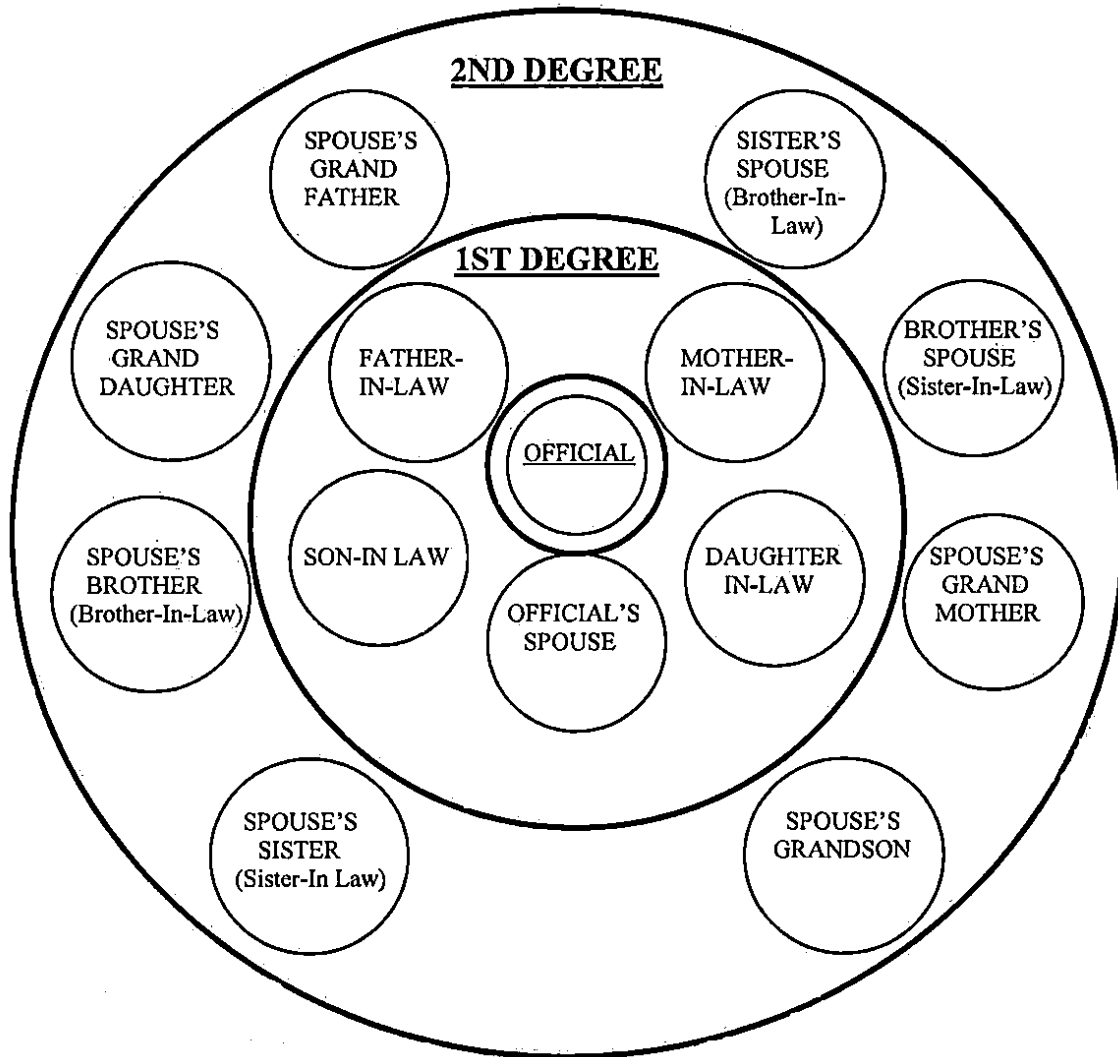 2ND DEGREE
SPOUSE'S
GRAND
FATHER
SISTER'S
SPOUSE
(Brother-In-
Law)
1ST DEGREE
SPOUSE'S
GRAND
DAUGHTER
FATHER-
IN-LAW
MOTHER-
IN-LAW
BROTHER'S
SPOUSE
(Sister-In-Law)
OFFICIAL
SPOUSE'S
BROTHER
(Brother-In-Law)
SON-IN LAW
OFFICIAL'S
SPOUSE
DAUGHTER
IN-LAW
SPOUSE'S
GRAND
MOTHER
SPOUSE'S
SISTER
(Sister-In Law)
SPOUSE'S
GRANDSON